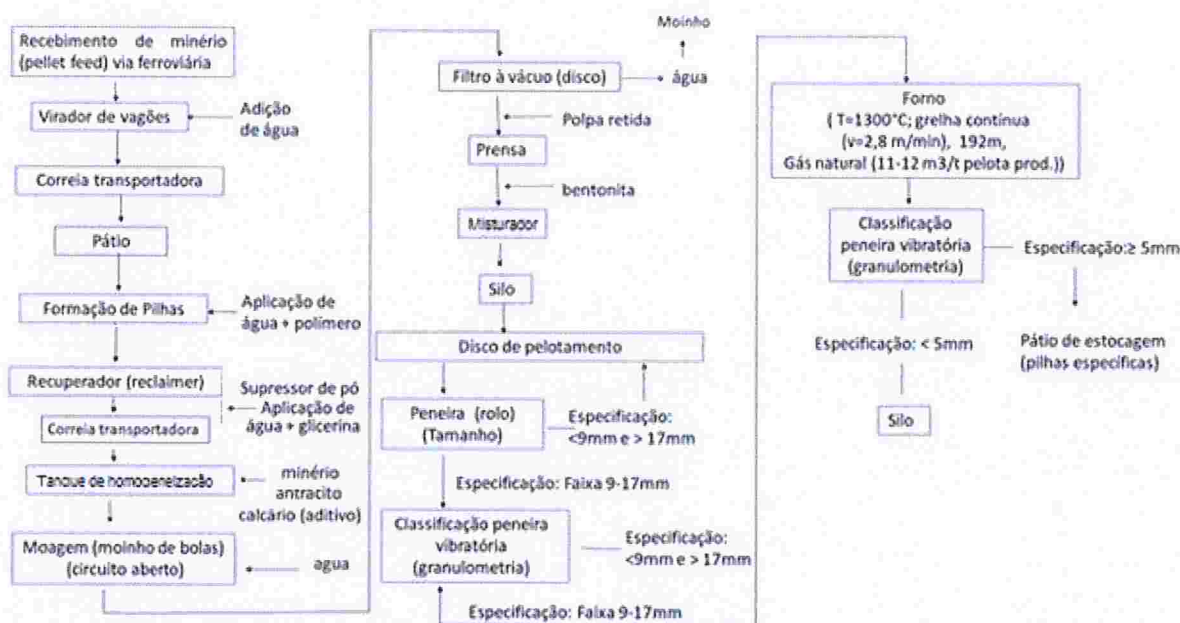 Recebimento de minério
(pellet feed) via ferroviária
Virador de vagões
Adição
de água
Correia transportadora
Pátio
Formação de Pilhas
Aplicação de
água + polímero
Recuperador (reclaimer)
Supressor de pó
Aplicação de
água + glicerina
Correia transportadora
Tanque de homogeneização
minério
antracito
calcário (aditivo)
Moagem (moinho de bolas)
(circuito aberto)
agua
Moinho
Filtro à vácuo (disco)
água
Polpa retida
Prensa
bentonita
Misturador
Silo
Disco de pelotamento
Peneira (rolo)
(Tamanho)
Especificação:
<9mm e > 17mm
Especificação: Faixa 9-17mm
Classificação peneira
vibratória
(granulometria)
Especificação:
<9mm e > 17mm
Especificação: Faixa 9-17mm
Forno
( T=1300°C; grelha contínua
(v=2,8 m/min), 192m,
Gás natural (11-12 m3/t pelota prod.))
Classificação
peneira vibratória
(granulometria)
Especificação:≥ 5mm
Especificação: < 5mm
Pátio de estocagem
(pilhas específicas)
Silo